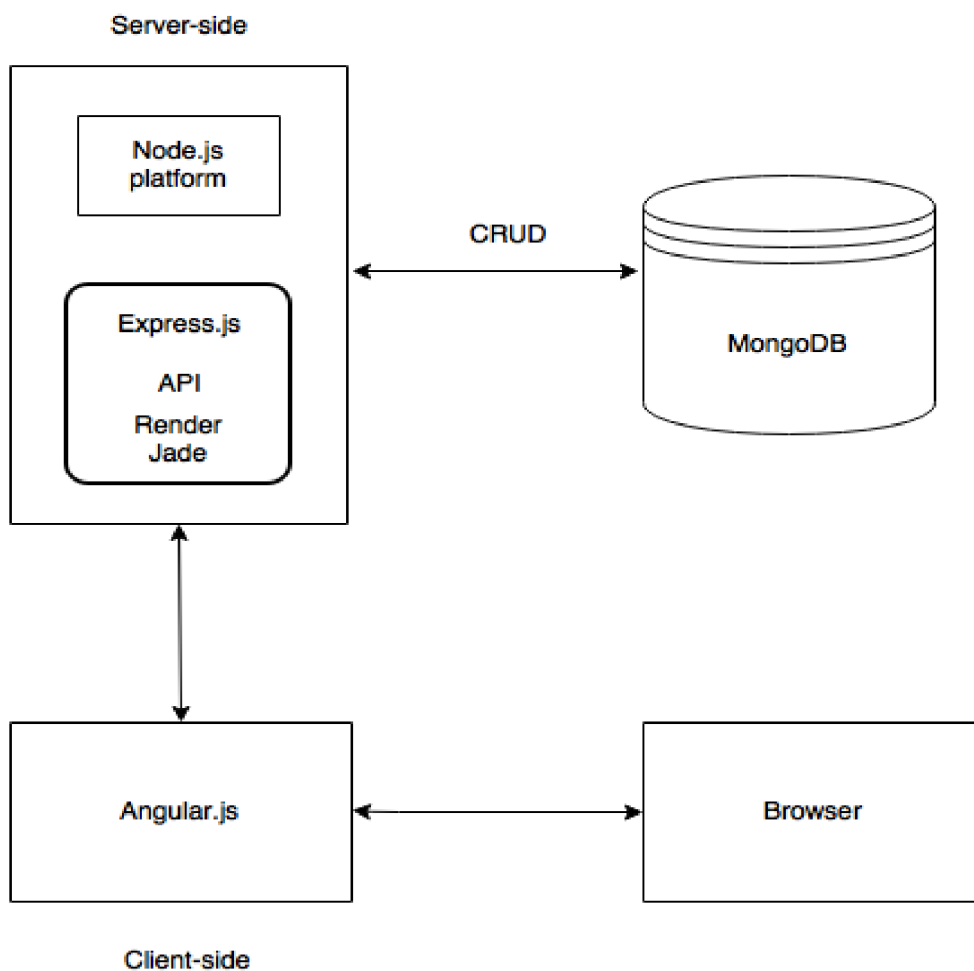 Server-side
Node.js
platform
CRUD
Express.js
API
Render
Jade
MongoDB
Angular.js
Browser
Client-side